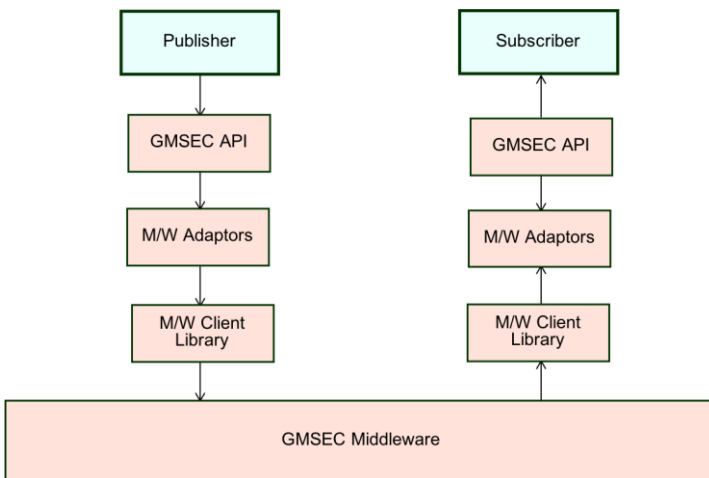 Publisher
Subscriber
GMSEC API
GMSEC API
M/W Adaptors
M/W Adaptors
M/W Client
Library
M/W Client
Library
GMSEC Middleware